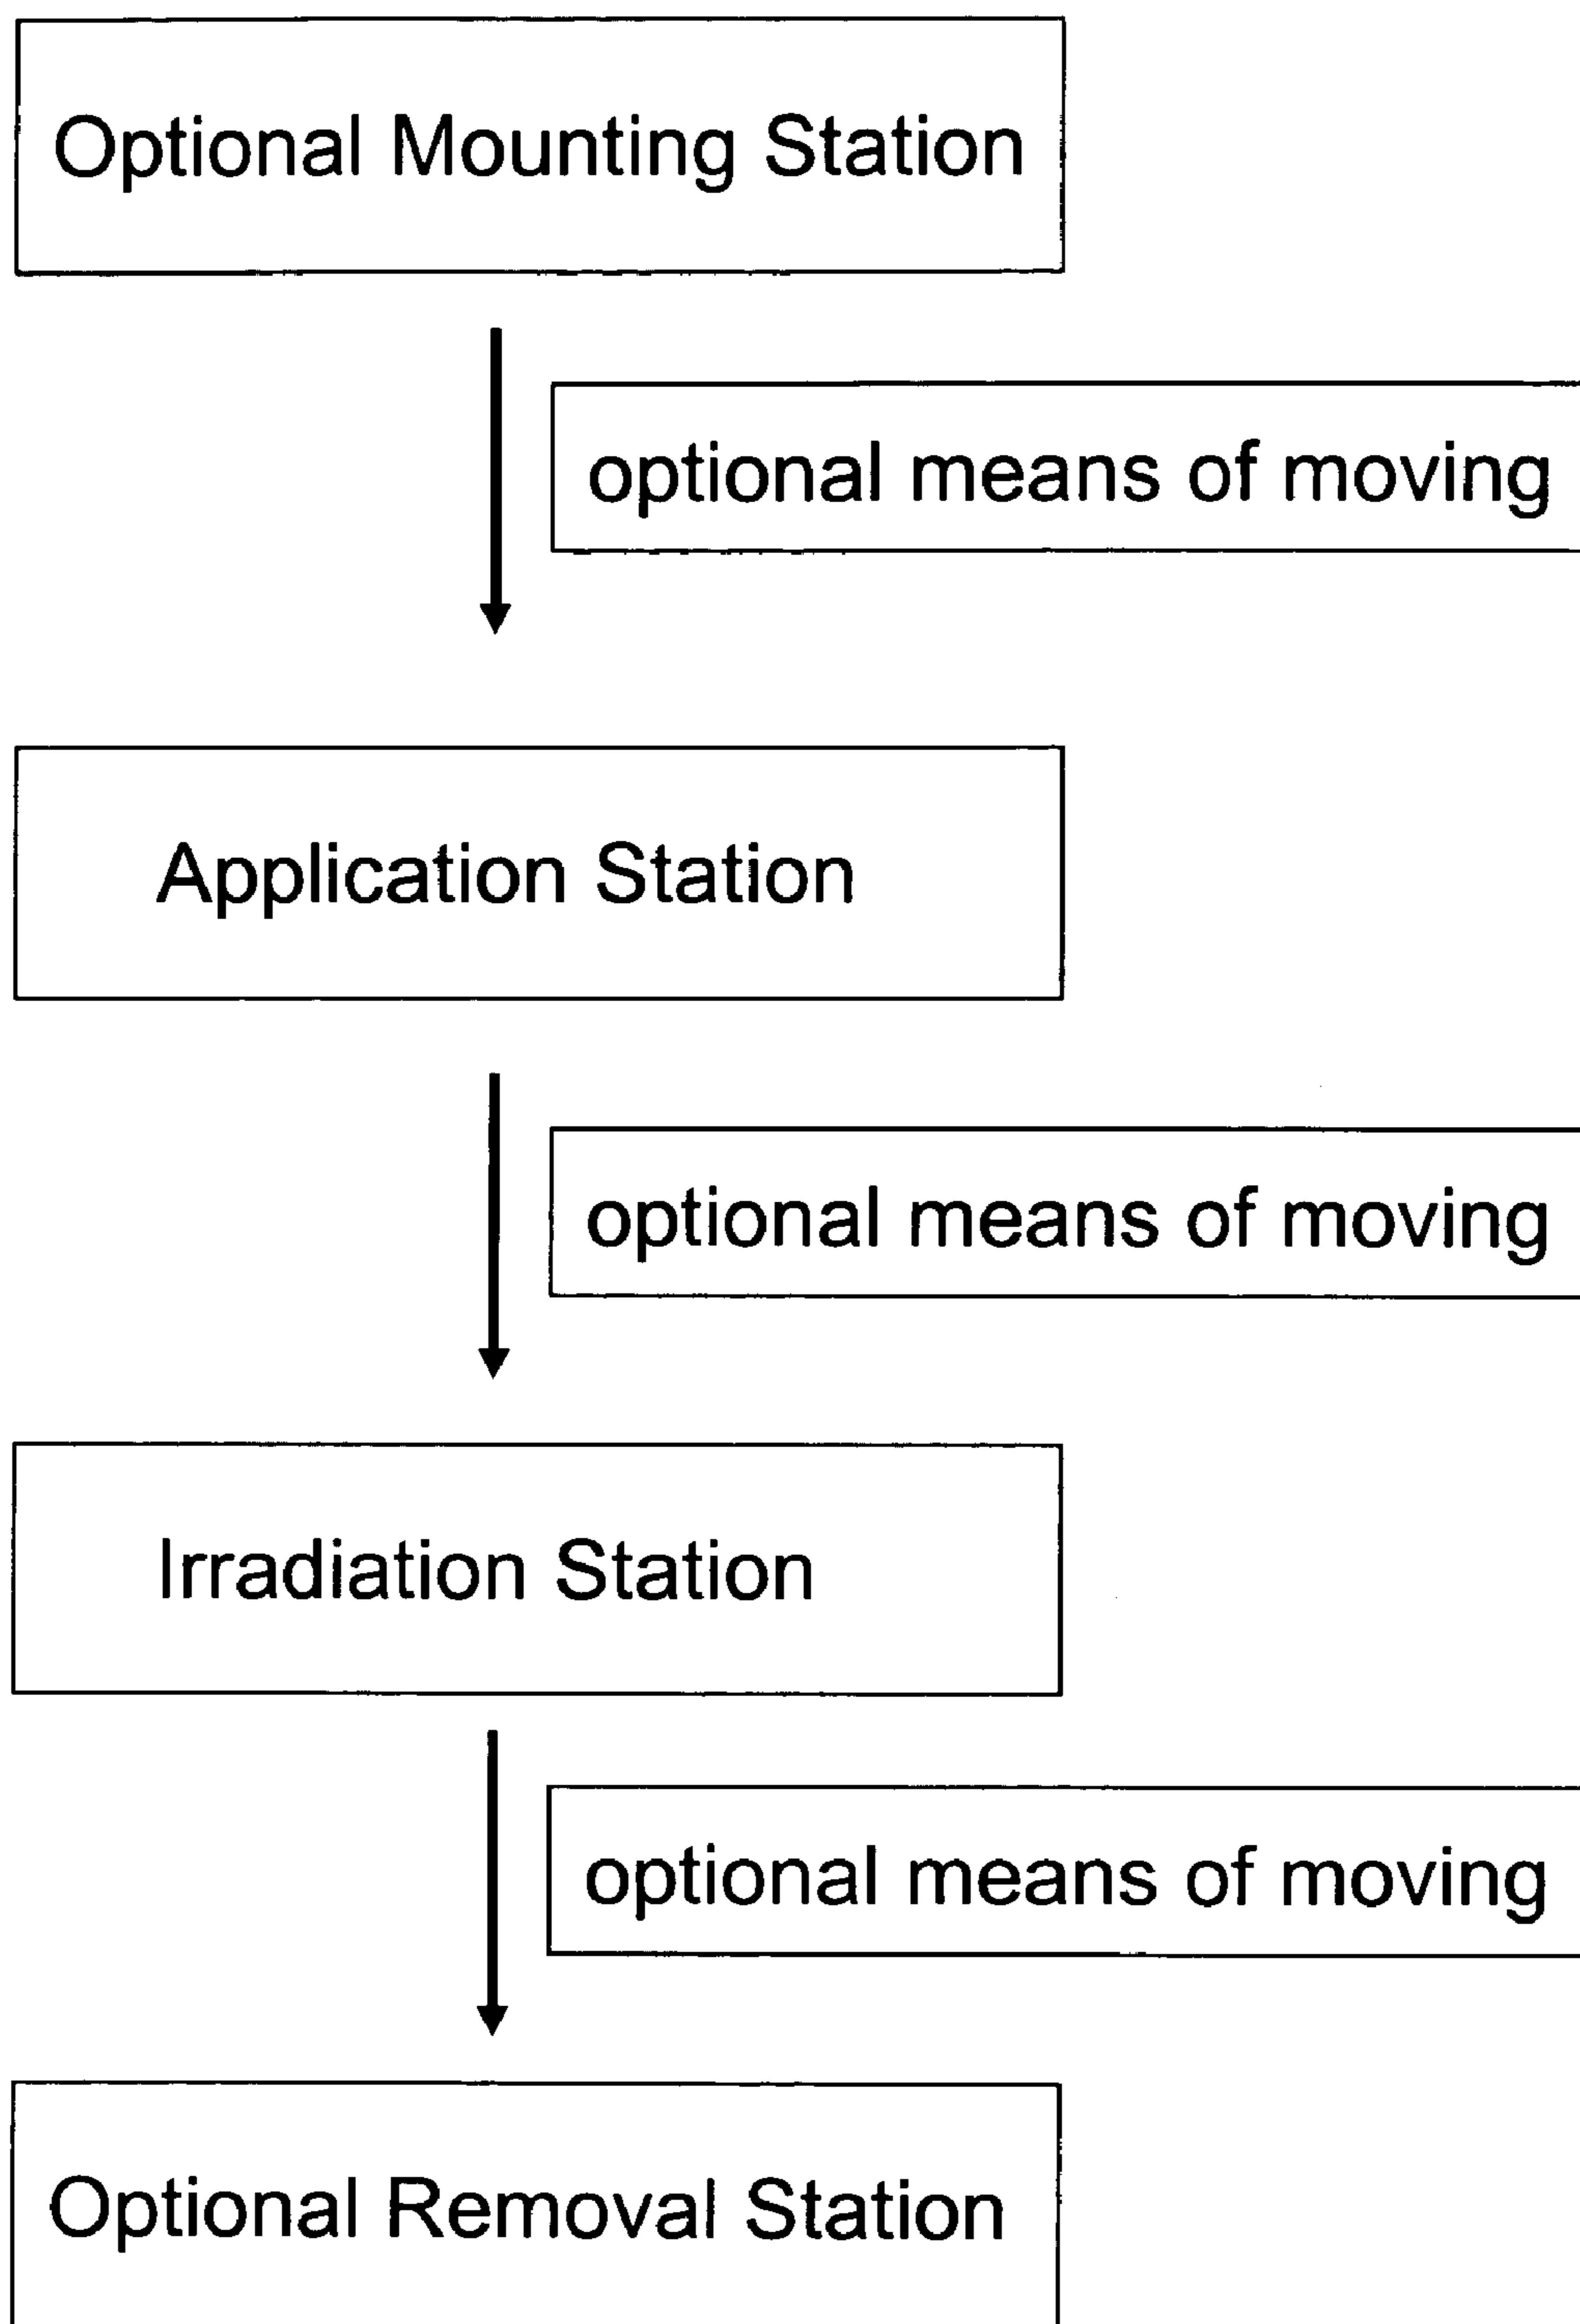 Optional Mounting Station
optional means of moving
Application Station
optional means of moving
Irradiation Station
optional means of moving
Optional Removal Station